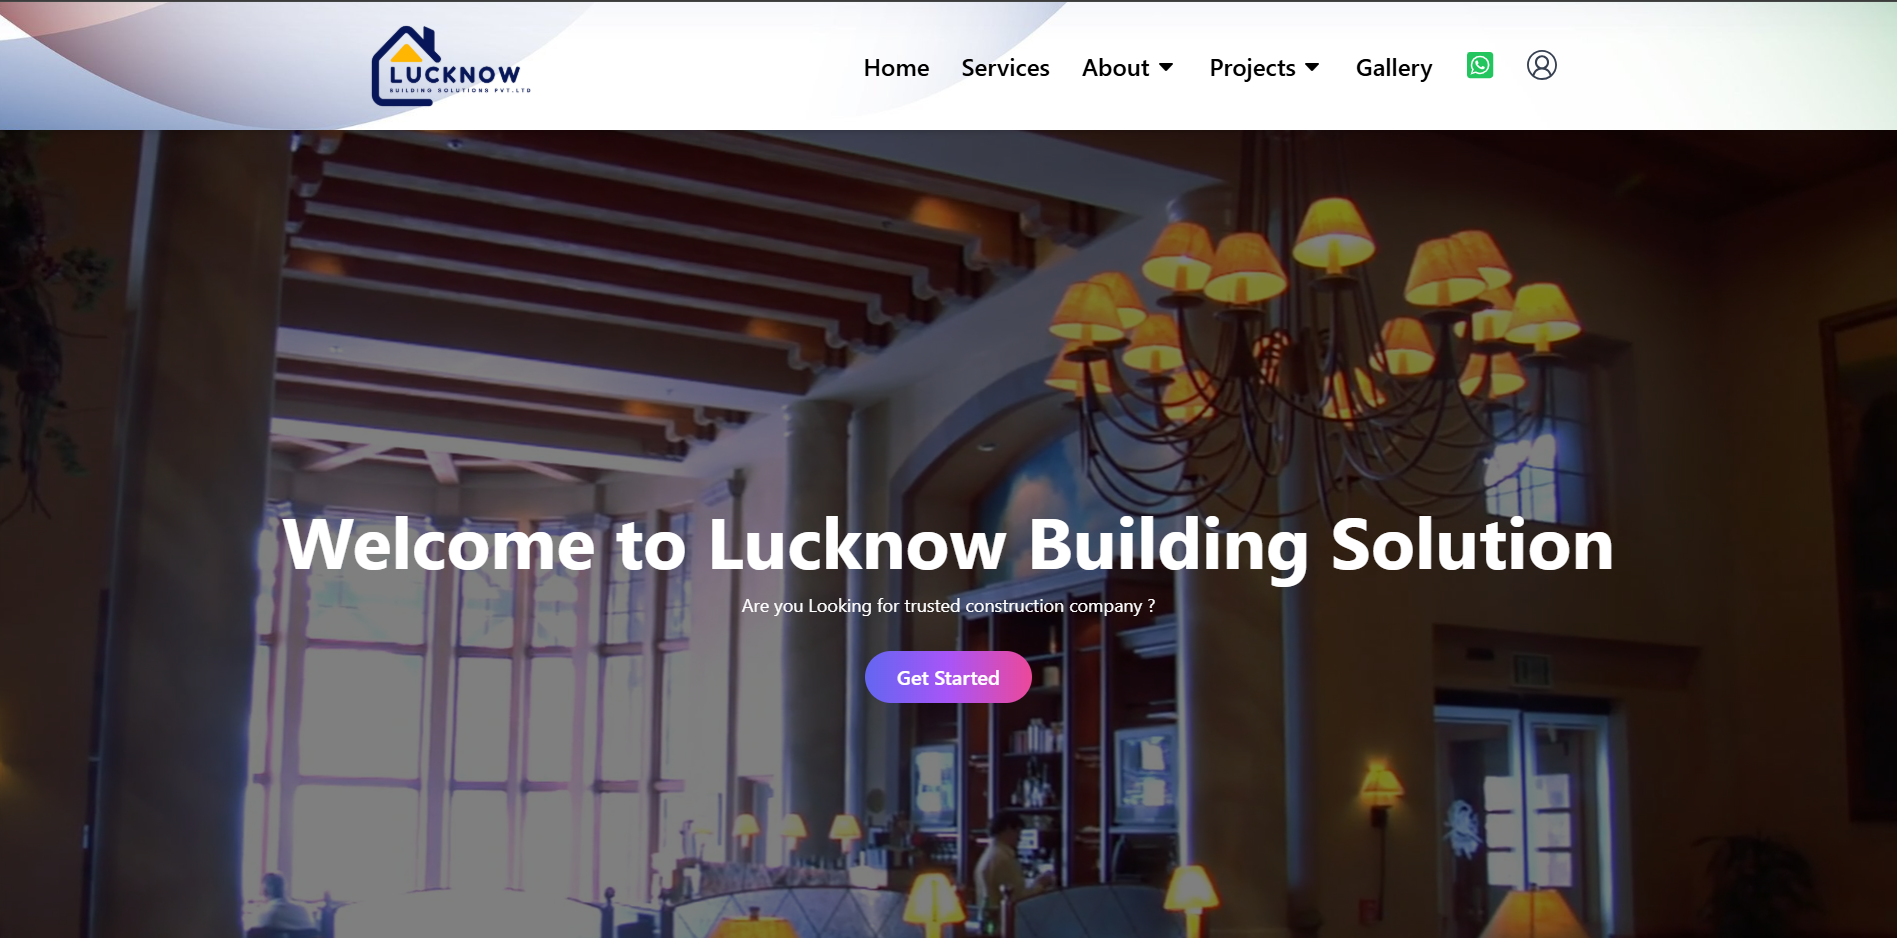 LUCKNOW
BUILDING SOLUTIONS PVT.LTD
Home Services About Projects Gallery
Welcome to Lucknow Building Solution
Are you Looking for trusted construction company ?
Get Started